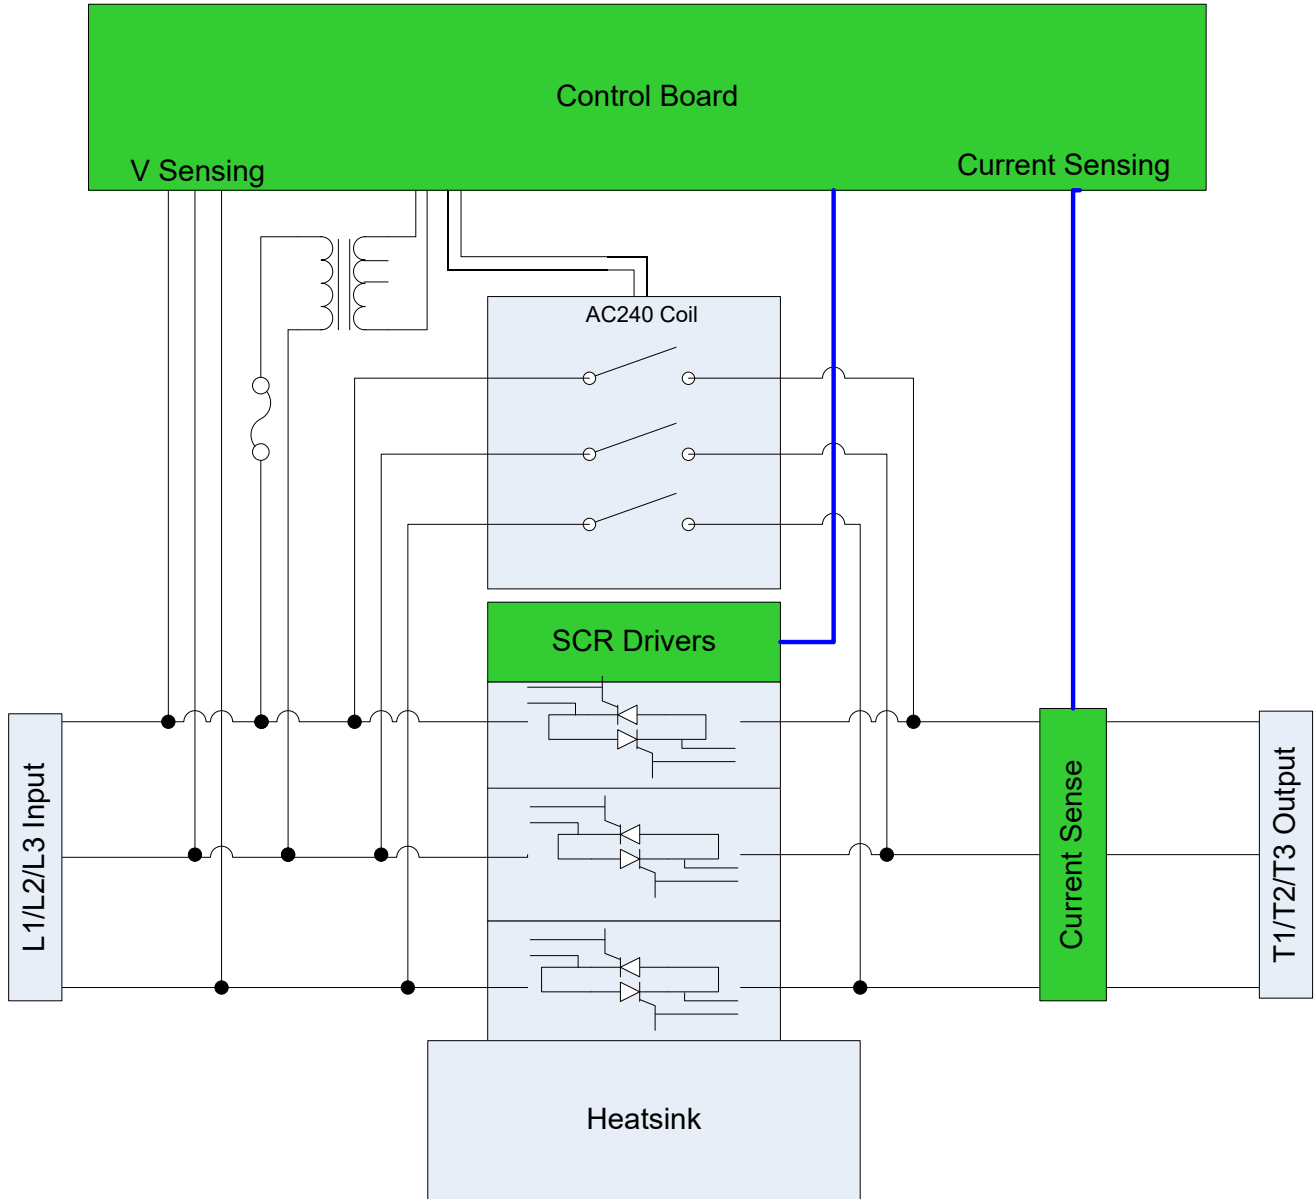 Control Board
V Sensing
Current Sensing
AC240 Coil
SCR Drivers
L1/L2/L3 Input
Current Sense
T1/T2/T3 Output
Heatsink